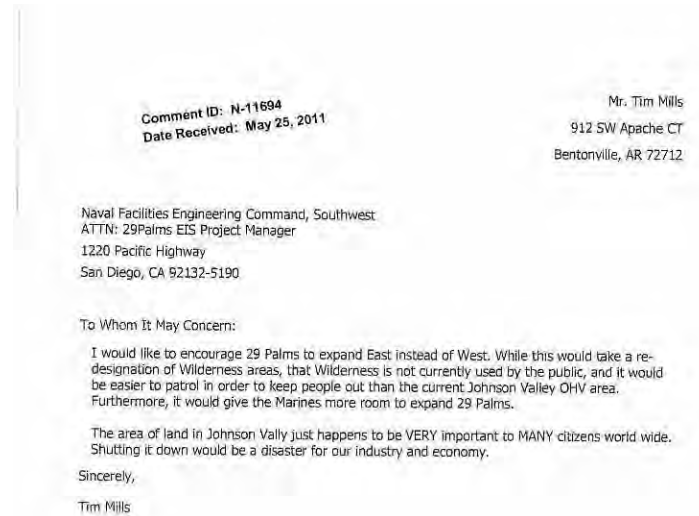 Comment ID: N-11694
Date Received: May 25, 2011
Mr. Tim Mills
912 SW Apache CT
Bentonville, AR 72712
Naval Facilities Engineering Command, Southwest
ATTN: 29Palms EIS Project Manager
1220 Pacific Highway
San Diego, CA 92132-5190
To Whom It May Concern:
I would like to encourage 29 Palms to expand East instead of West. While this would take a re-
designation of Wilderness areas, that Wilderness is not currently used by the public, and it would
be easier to patrol in order to keep people out than the current Johnson Valley OHV area.
Furthermore, it would give the Marines more room to expand 29 Palms.
The area of land in Johnson Vally just happens to be VERY important to MANY citizens world wide.
Shutting it down would be a disaster for our industry and economy.
Sincerely,
Tim Mills